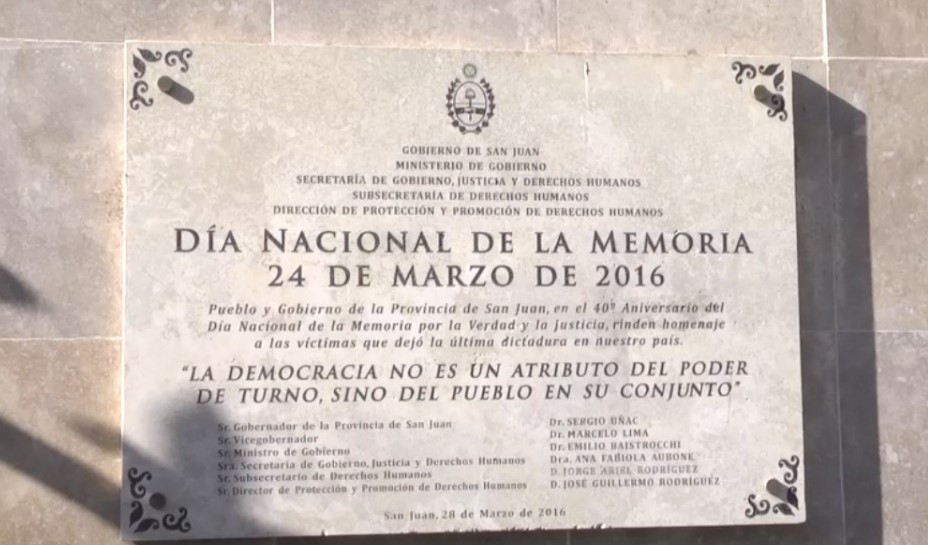 GOBIERNO DE SAN JUAN
MINISTERIO DE GOBIERNO
SECRETARÍA DE GOBIERNO, JUSTICIA Y DERECHOS HUMANOS
SUBSECRETARÍA DE DERECHOS HUMANOS
DIRECCIÓN DE PROTECCIÓN Y PROMOCIÓN DE DERECHOS HUMANOS
DÍA NACIONAL DE LA MEMORIA
24 DE MARZO DE 2016
Pueblo y Gobierno de la Provincia de San Juan, en el 40º Aniversario del
Día Nacional de la Memoria por la Verdad y la justicia, rinden homenaje
a las víctimas que dejó la última dictadura en nuestro país.
"LA DEMOCRACIA NO ES UN ATRIBUTO DEL PODER
DE TURNO, SINO DEL PUEBLO EN SU CONJUNTO"
Sr. Gobernador de la Provincia de San Juan Dr. SERGIO UÑAC
Sr. Vicegobernador Dr. MARCELO LIMA
Sr. Ministro de Gobierno Dr. EMILIO BAISTROCCHI
Sra. Secretaria de Gobierno, Justicia y Derechos Humanos Dra. ANA FABIOLA AUBONE
Sr. Subsecretario de Derechos Humanos D. JORGE ARIEL RODRÍGUEZ
Sr. Director de Protección y Promoción de Derechos Humanos D. JOSÉ GUILLERMO RODRÍGUEZ
San Juan, 28 de Marzo de 2016